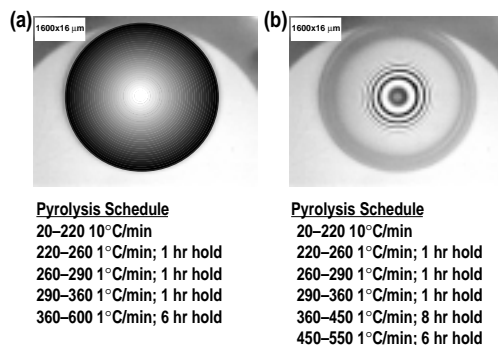 (a)
1600x16 μm
Pyrolysis Schedule
20–220 10°C/min
220–260 1°C/min; 1 hr hold
260–290 1°C/min; 1 hr hold
290–360 1°C/min; 1 hr hold
360–600 1°C/min; 6 hr hold
(b)
1600x16 μm
Pyrolysis Schedule
20–220 10°C/min
220–260 1°C/min; 1 hr hold
260–290 1°C/min; 1 hr hold
290–360 1°C/min; 1 hr hold
360–450 1°C/min; 8 hr hold
450–550 1°C/min; 6 hr hold